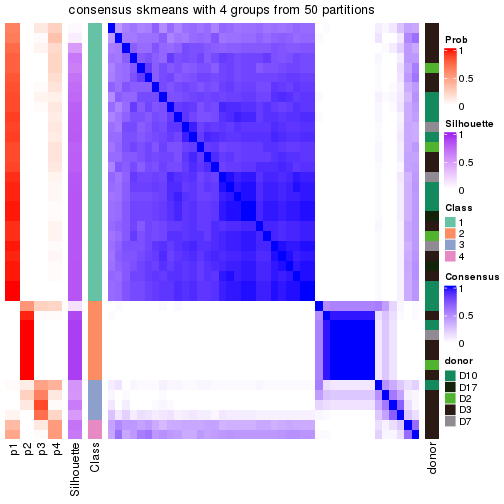 consensus skmeans with 4 groups from 50 partitions
Prob
1
0.5
0
Silhouette
1
0.5
0
Class
1
2
3
4
Consensus
1
0.5
0
donor
D10
D17
D2
D3
D7
p1
p2
p3
p4
Silhouette
Class
donor